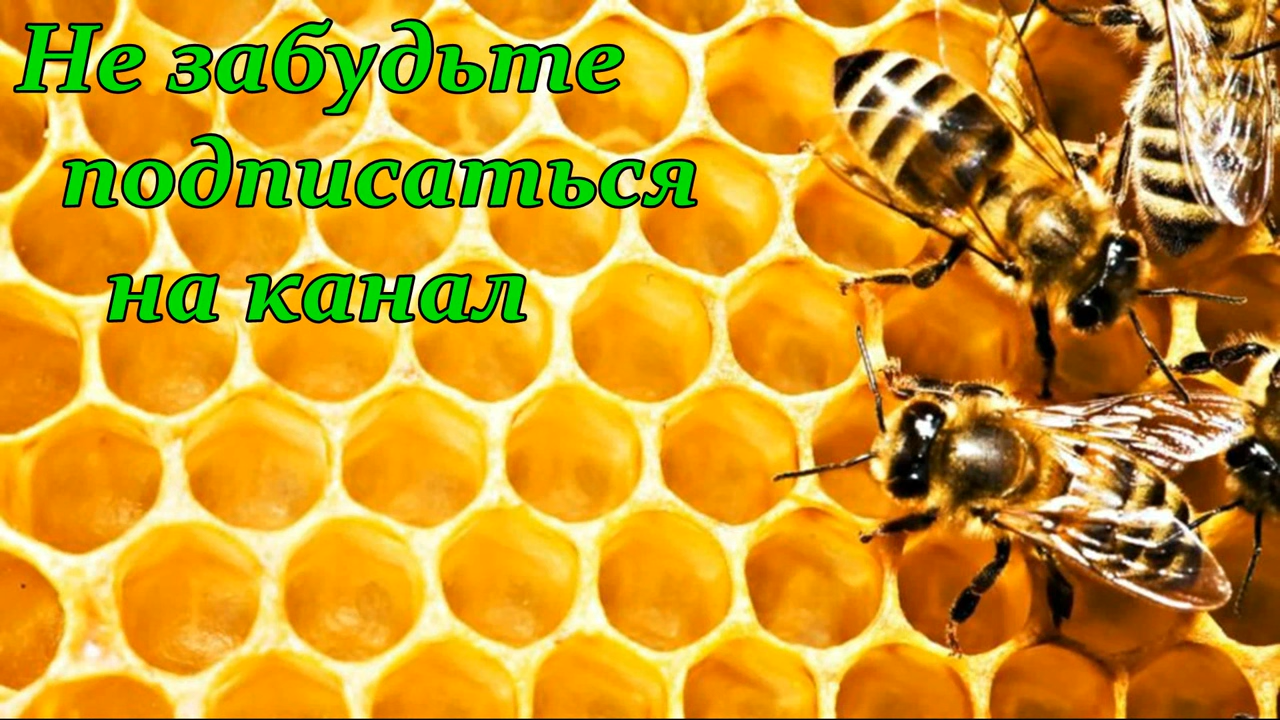 Не забудьте
подписаться
на канал